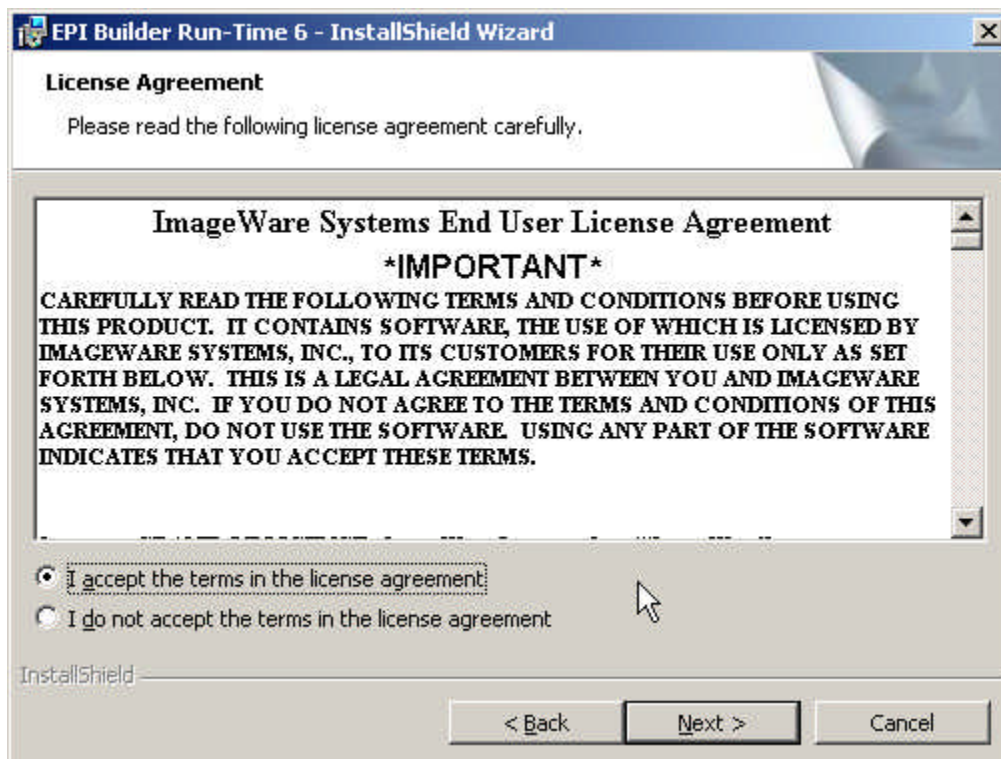 EPI Builder Run-Time 6 - InstallShield Wizard
License Agreement
Please read the following license agreement carefully.
ImageWare Systems End User License Agreement
*IMPORTANT*
CAREFULLY READ THE FOLLOWING TERMS AND CONDITIONS BEFORE USING
THIS PRODUCT. IT CONTAINS SOFTWARE, THE USE OF WHICH IS LICENSED BY
IMAGEWARE SYSTEMS, INC., TO ITS CUSTOMERS FOR THEIR USE ONLY AS SET
FORTH BELOW. THIS IS A LEGAL AGREEMENT BETWEEN YOU AND IMAGEWARE
SYSTEMS, INC. IF YOU DO NOT AGREE TO THE TERMS AND CONDITIONS OF THIS
AGREEMENT, DO NOT USE THE SOFTWARE. USING ANY PART OF THE SOFTWARE
INDICATES THAT YOU ACCEPT THESE TERMS.
I accept the terms in the license agreement
I do not accept the terms in the license agreement
InstallShield
< Back Next > Cancel